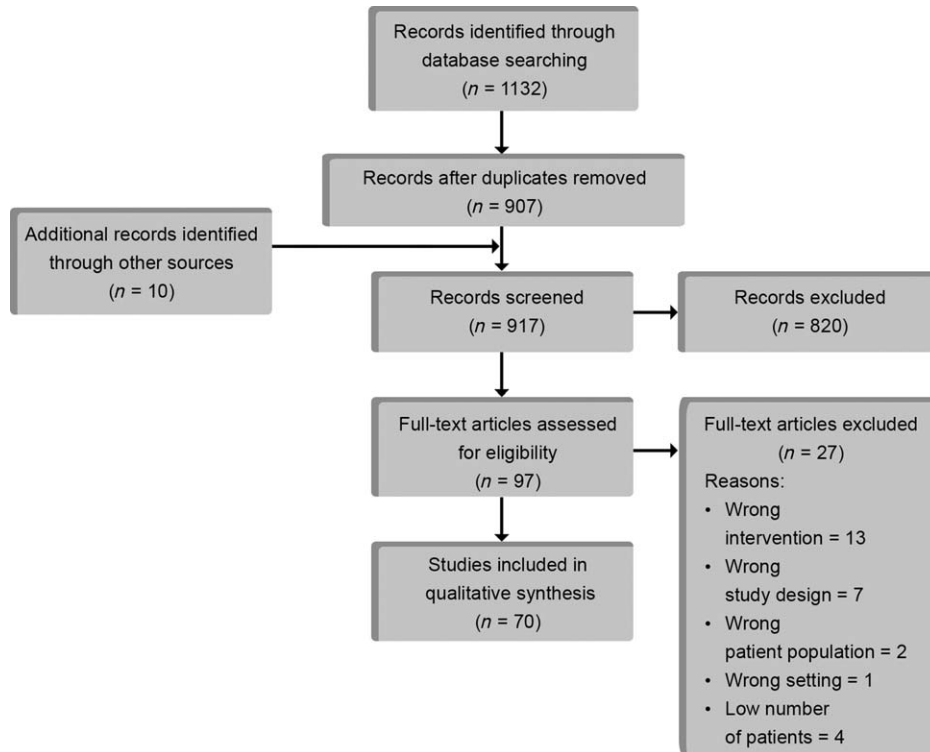 Records identified through
database searching
(n = 1132)
Records after duplicates removed
(n = 907)
Additional records identified
through other sources
(n = 10)
Records screened
(n = 917)
Records excluded
(n = 820)
Full-text articles assessed
for eligibility
(n = 97)
Full-text articles excluded
(n = 27)
Reasons:
• Wrong
intervention = 13
• Wrong
study design = 7
• Wrong
patient population = 2
• Wrong setting = 1
• Low number
of patients = 4
Studies included in
qualitative synthesis
(n = 70)